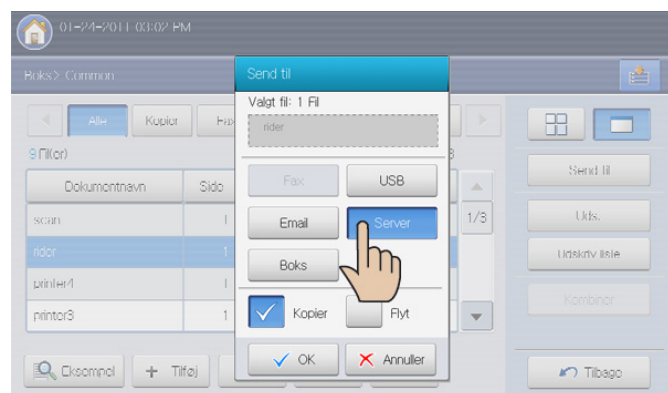 01-24-2011 03:02 PM
Boks> Common
Send til
Valgt fil: 1 Fil
rider
Alle
Kopier
Fax
9 Fil(er)
Dokumentnavn
Side
1/3
scan
1
rider
1
printer4
1
printer3
1
Fax
USB
Email
Server
Boks
Kopier
Flyt
OK
Annuller
Eksempel
Tilføj
Send til
Uds.
Udskriv liste
Kombiner
Tilbage